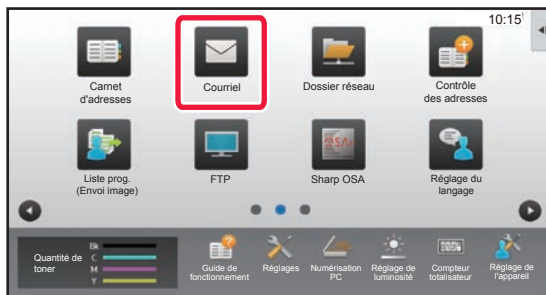 10:15
Carnet
d'adresses
Courriel
Dossier réseau
Contrôle
des adresses
Liste prog.
(Envoi image)
FTP
Sharp OSA
Réglage du
langage
Quantité de
toner
Bk
C
M
Y
Guide de
fonctionnement
Réglages
Numérisation
PC
Réglage de
luminosité
Compteur
totalisateur
Réglage de
l'appareil